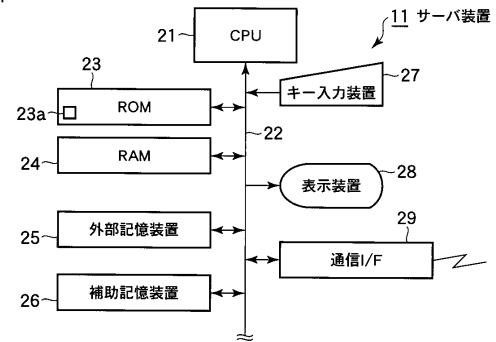 11 サーバ装置
21
CPU
23
ROM
23a
27
キー入力装置
22
24
RAM
28
表示装置
25
外部記憶装置
29
通信I/F
26
補助記憶装置